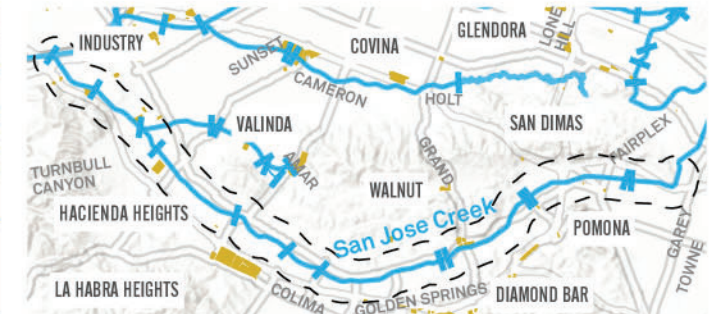 INDUSTRY
SUNSET
COVINA
GLENDORA
LONE
HILL
CAMERON
HOLT
VALINDA
SAN DIMAS
FAIRPLEX
TURNBULL
CANYON
AMAR
GRAND
WALNUT
HACIENDA HEIGHTS
San Jose Creek
POMONA
GAREY
TOWNE
LA HABRA HEIGHTS
COLIMA
GOLDEN SPRINGS
DIAMOND BAR